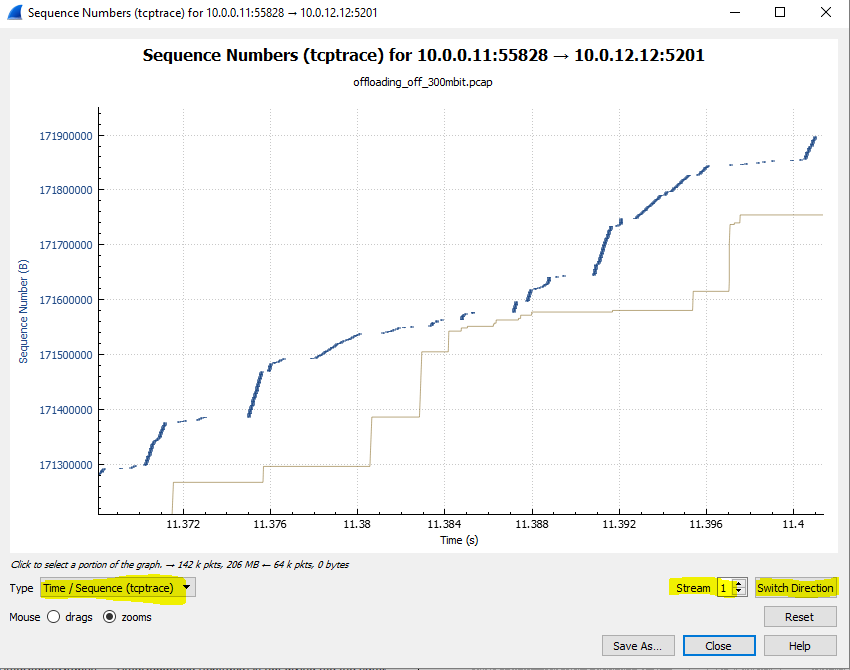 Sequence Numbers (tcptrace) for 10.0.0.11:55828 → 10.0.12.12:5201
Sequence Numbers (tcptrace) for 10.0.0.11:55828 → 10.0.12.12:5201
offloading_off_300mbit.pcap
Sequence Number (B)
171900000
171800000
171700000
171600000
171500000
171400000
171300000
11.372 11.376 11.38 11.384 11.388 11.392 11.396 11.4
Time (s)
Click to select a portion of the graph. → 142 k pkts, 206 MB ← 64 k pkts, 0 bytes
Type Time / Sequence (tcptrace) Stream 1 Switch Direction
Mouse drags zooms Reset
Save As... Close Help